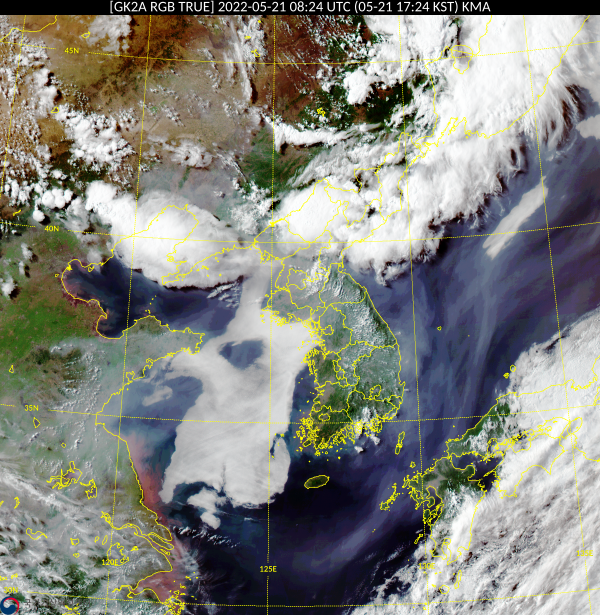 [GK2A RGB TRUE] 2022-05-21 08:24 UTC (05-21 17:24 KST) KMA
45N
40N
35N
120E
125E